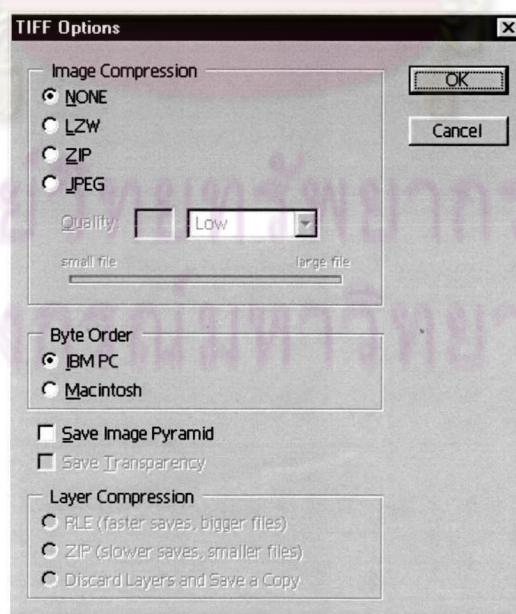 TIFF Options
Image Compression
NONE
LZW
ZIP
JPEG
Quality: Low
small file large file
Byte Order
IBM PC
Macintosh
Save Image Pyramid
Save Transparency
Layer Compression
RLE (faster saves, bigger files)
ZIP (slower saves, smaller files)
Discard Layers and Save a Copy
OK
Cancel